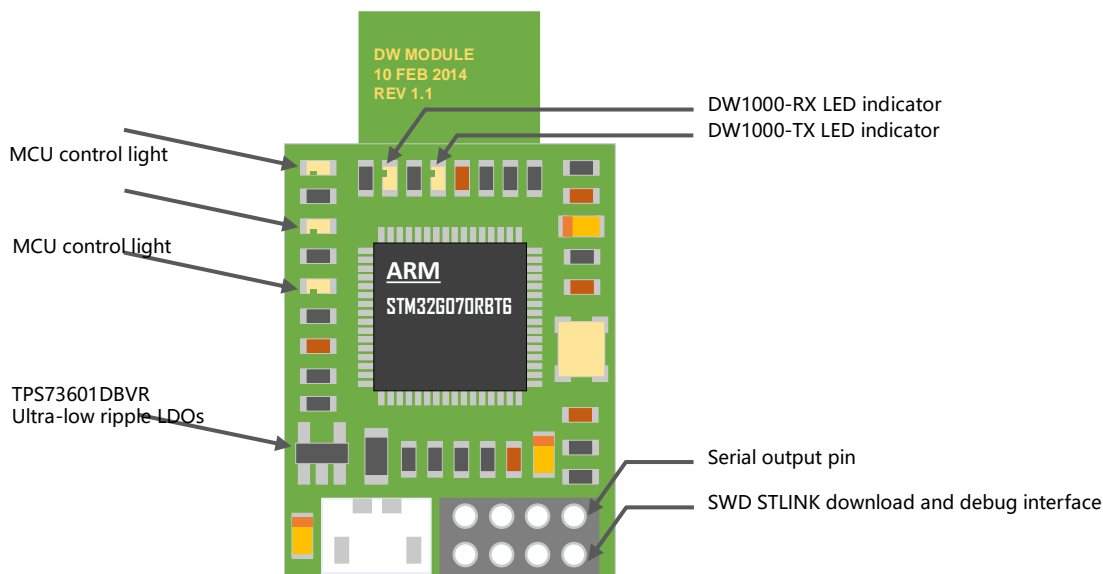 DW MODULE
10 FEB 2014
REV 1.1
DW1000-RX LED indicator
DW1000-TX LED indicator
MCU control light
MCU control light
ARM
STM32G070RBT6
TPS73601DBVR
Ultra-low ripple LDOs
Serial output pin
SWD STLINK download and debug interface